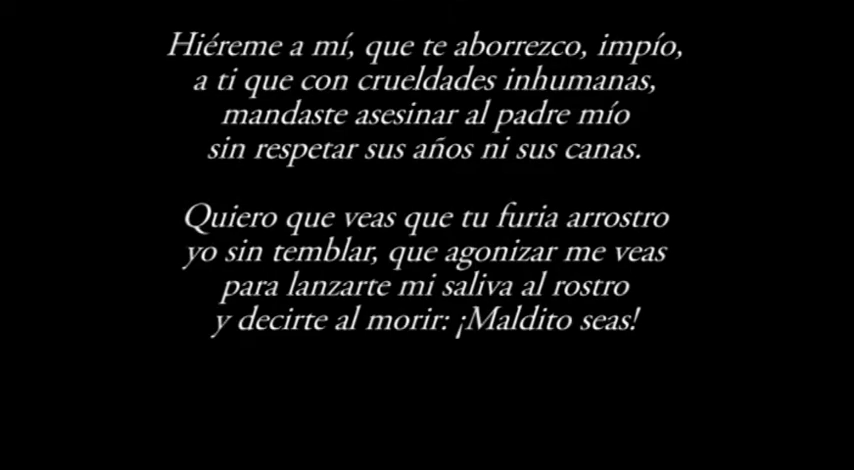 Hiéreme a mí, que te aborrezco, impío,
a ti que con crueldades inhumanas,
mandaste asesinar al padre mío
sin respetar sus años ni sus canas.
Quiero que veas que tu furia arrostro
yo sin temblar, que agonizar me veas
para lanzarte mi saliva al rostro
y decirte al morir: ¡Maldito seas!